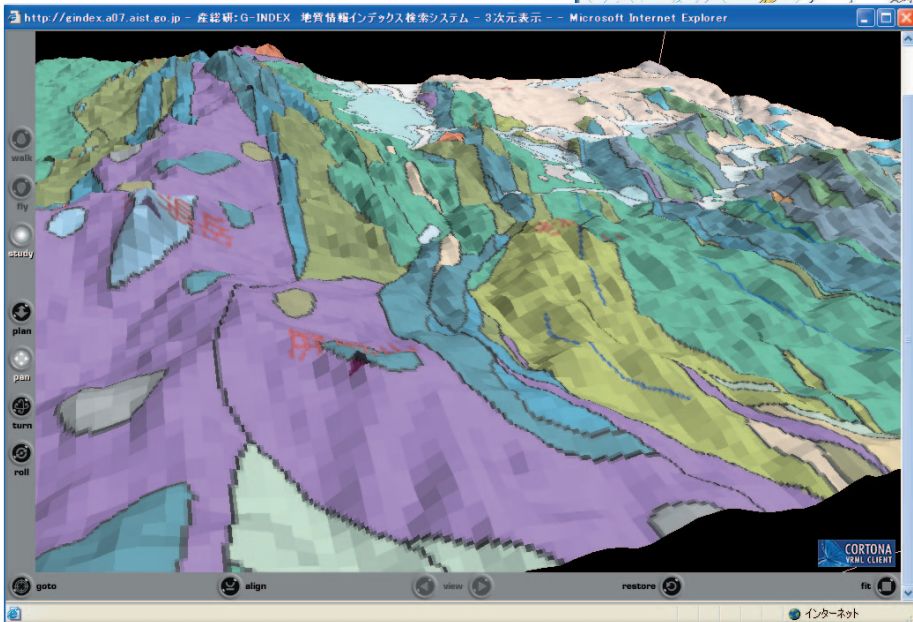 http://gindex.a07.aist.go.jp - 産総研：G-INDEX 地質情報インデックス検索システム - 3次元表示 - - Microsoft Internet Explorer
walk
fly
study
plan
pan
turn
roll
CORTONA
VRML CLIENT
goto
align
view
restore
fit
インターネット